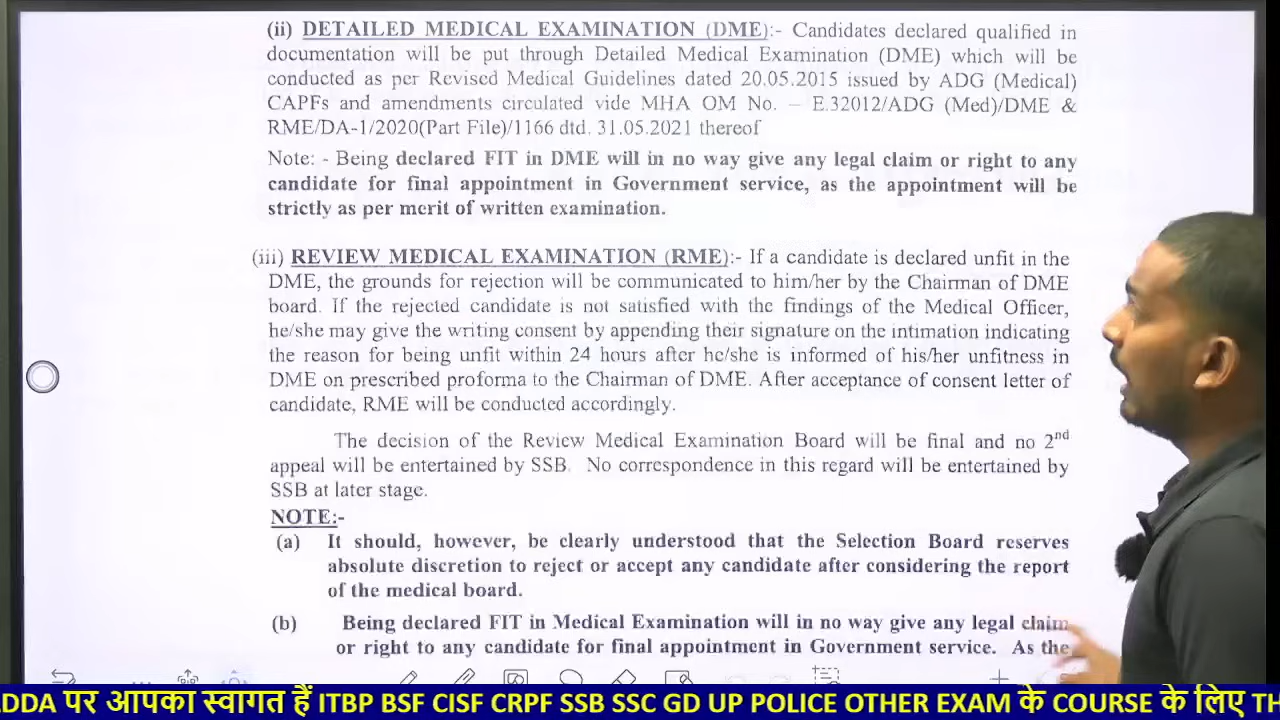 (ii) DETAILED MEDICAL EXAMINATION (DME):- Candidates declared qualified in
documentation will be put through Detailed Medical Examination (DME) which will be
conducted as per Revised Medical Guidelines dated 20.05.2015 issued by ADG (Medical)
CAPFs and amendments circulated vide MHA OM No. – E.32012/ADG (Med)/DME &
RME/DA-1/2020(Part File)/1166 dtd. 31.05.2021 thereof
Note: - Being declared FIT in DME will in no way give any legal claim or right to any
candidate for final appointment in Government service, as the appointment will be
strictly as per merit of written examination.
(iii) REVIEW MEDICAL EXAMINATION (RME):- If a candidate is declared unfit in the
DME, the grounds for rejection will be communicated to him/her by the Chairman of DME
board. If the rejected candidate is not satisfied with the findings of the Medical Officer,
he/she may give the writing consent by appending their signature on the intimation indicating
the reason for being unfit within 24 hours after he/she is informed of his/her unfitness in
DME on prescribed proforma to the Chairman of DME. After acceptance of consent letter of
candidate, RME will be conducted accordingly.
The decision of the Review Medical Examination Board will be final and no 2nd
appeal will be entertained by SSB. No correspondence in this regard will be entertained by
SSB at later stage.
NOTE:-
(a) It should, however, be clearly understood that the Selection Board reserves
absolute discretion to reject or accept any candidate after considering the report
of the medical board.
(b) Being declared FIT in Medical Examination will in no way give any legal claim
or right to any candidate for final appointment in Government service. As the
DDA पर आपका स्वागत हैं ITBP BSF CISF CRPF SSB SSC GD UP POLICE OTHER EXAM के COURSE के लिए TH